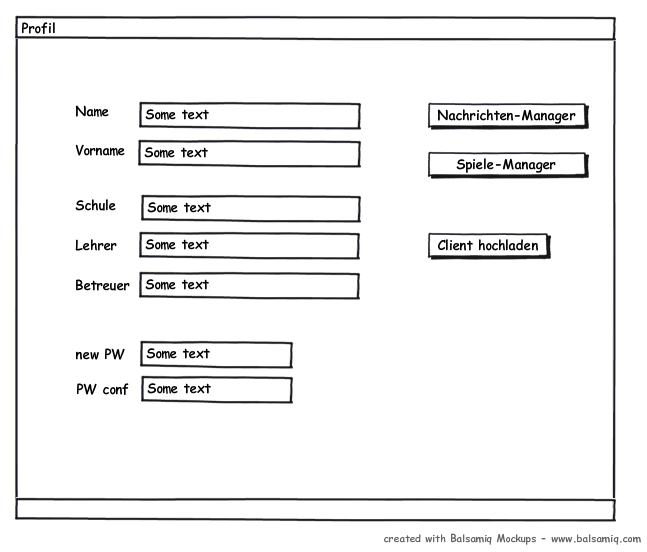 Profil
Name
Some text
Nachrichten-Manager
Vorname
Some text
Spiele-Manager
Schule
Some text
Lehrer
Some text
Client hochladen
Betreuer
Some text
new PW
Some text
PW conf
Some text
created with Balsamiq Mockups - www.balsamiq.com